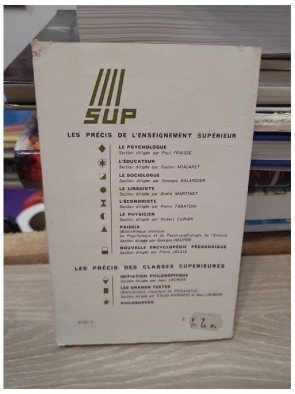 SUP
LES PRÉCIS DE L'ENSEIGNEMENT SUPÉRIEUR
LE PSYCHOLOGUE
Section dirigée par Paul FRAISSE
L'ÉDUCATEUR
Section dirigée par Gaston MIALARET
LE SOCIOLOGUE
Section dirigée par Georges BALANDIER
LE LINGUISTE
Section dirigée par André MARTINET
L'ÉCONOMISTE
Section dirigée par Pierre TABATONI
LE PHYSICIEN
Section dirigée par Hubert CURIEN
PAIDEIA
(Bibliothèque pratique
de Psychologie et de Psychopathologie de l'Enfant)
Section dirigée par Georges HEUYER
NOUVELLE ENCYCLOPÉDIE PÉDAGOGIQUE
Section dirigée par Pierre JOULIA
LES PRÉCIS DES CLASSES SUPÉRIEURES
INITIATION PHILOSOPHIQUE
Section dirigée par Jean LACROIX
LES GRANDS TEXTES
(Bibliothèque classique de Philosophie)
Section dirigée par Claude KHODOSS et Jean LAUBIER
PHILOSOPHES